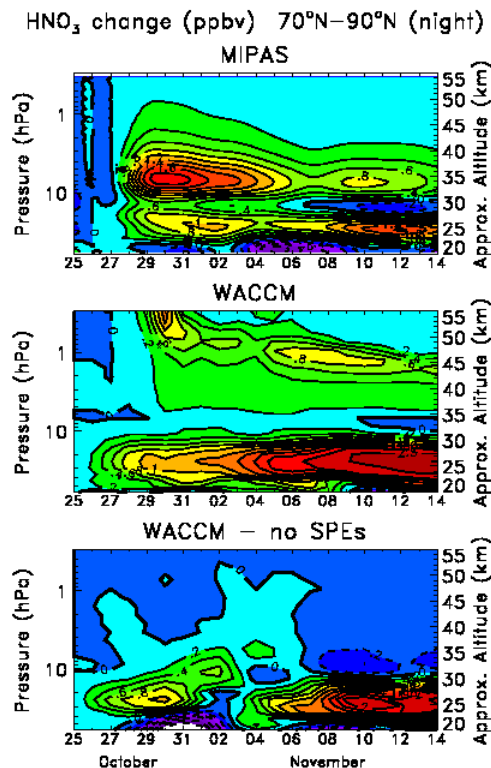 HNO3 change (ppbv) 70°N−90°N (night)
MIPAS
Pressure (hPa)
1
10
55
50
45
40
35
30
25
20
Approx. Altitude (km)
25 27 29 31 02 04 06 08 10 12 14
WACCM
Pressure (hPa)
1
10
55
50
45
40
35
30
25
20
Approx. Altitude (km)
25 27 29 31 02 04 06 08 10 12 14
WACCM − no SPEs
Pressure (hPa)
1
10
55
50
45
40
35
30
25
20
Approx. Altitude (km)
25 27 29 31 02 04 06 08 10 12 14
October November